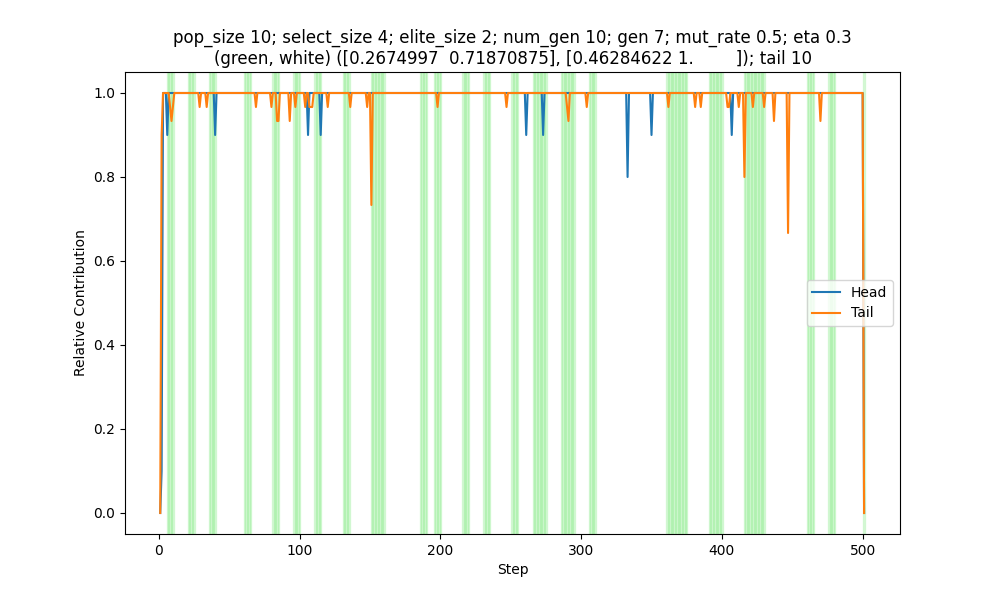 pop_size 10; select_size 4; elite_size 2; num_gen 10; gen 7; mut_rate 0.5; eta 0.3
(green, white) ([0.2674997  0.71870875], [0.46284622 1.        ]); tail 10
1.0
0.8
0.6
0.4
0.2
0.0
Relative Contribution
Head
Tail
0
100
200
300
400
500
Step